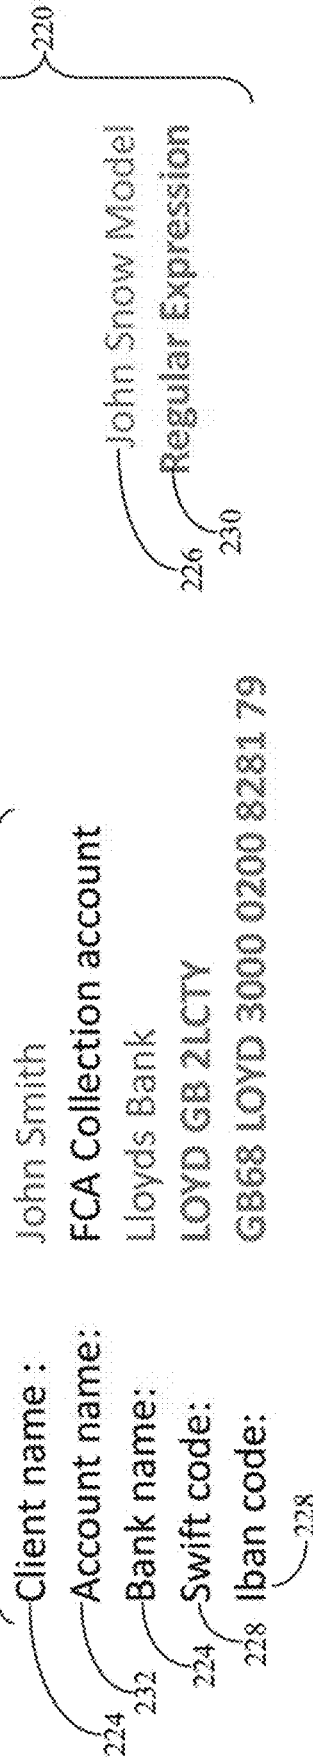 Client name : John Smith
Account name: FCA Collection account
Bank name: Lloyds Bank
Swift code: LOYD GB 2LCTY
Iban code: GB68 LOYD 3000 0200 8281 79
John Snow Model
Regular Expression
224
232
224
228
228
226
230
220